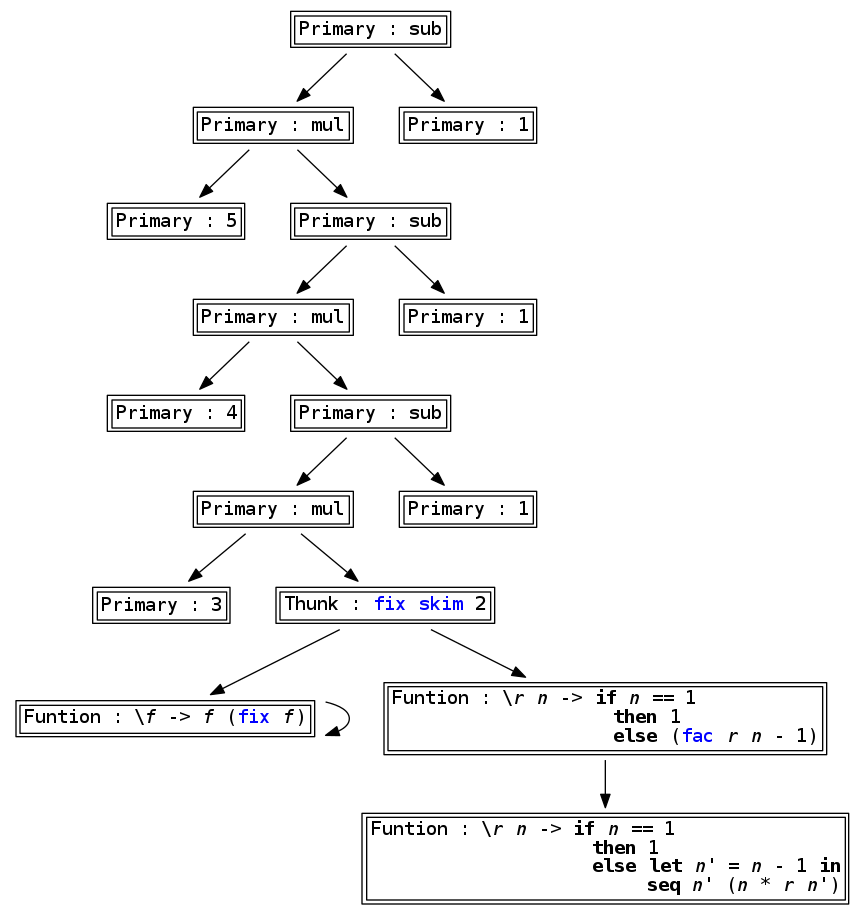 Primary : sub
Primary : mul
Primary : 1
Primary : 5
Primary : sub
Primary : mul
Primary : 1
Primary : 4
Primary : sub
Primary : mul
Primary : 1
Primary : 3
Thunk : fix skim 2
Funtion : \f -> f (fix f)
Funtion : \r n -> if n == 1
then 1
else (fac r n - 1)
Funtion : \r n -> if n == 1
then 1
else let n' = n - 1 in
seq n' (n * r n')